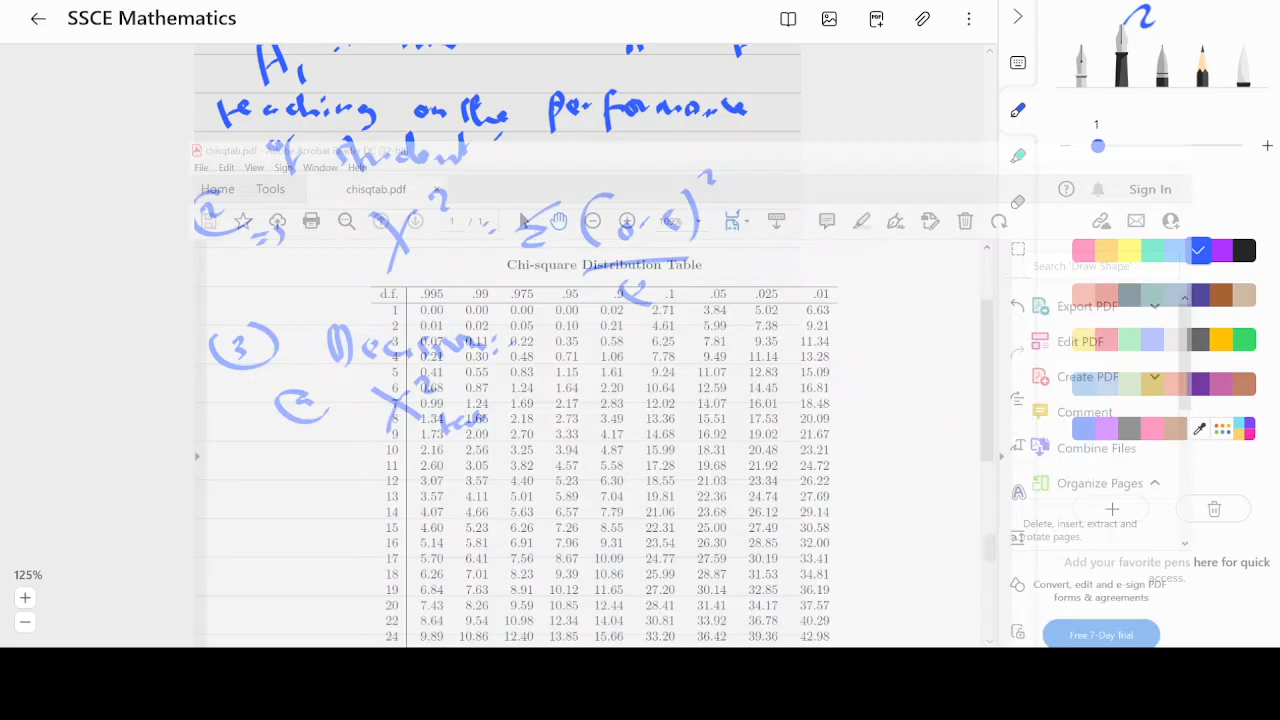 SSCE Mathematics
H₁
teaching on the performance
of student
chisqtab.pdf - Adobe Acrobat Reader DC (32-bit)
File Edit View Sign Window Help
Home Tools chisqtab.pdf × Sign In
② ⇒ X² = Σ (o-e)²
e
1 / 1
Chi-square Distribution Table
d.f. .995 .99 .975 .95 .9 .1 .05 .025 .01
1 0.00 0.00 0.00 0.00 0.02 2.71 3.84 5.02 6.63
2 0.01 0.02 0.05 0.10 0.21 4.61 5.99 7.38 9.21
3 0.07 0.11 0.22 0.35 0.58 6.25 7.81 9.35 11.34
4 0.21 0.30 0.48 0.71 1.06 7.78 9.49 11.14 13.28
5 0.41 0.55 0.83 1.15 1.61 9.24 11.07 12.83 15.09
6 0.68 0.87 1.24 1.64 2.20 10.64 12.59 14.45 16.81
7 0.99 1.24 1.69 2.17 2.83 12.02 14.07 16.01 18.48
8 1.34 1.65 2.18 2.73 3.49 13.36 15.51 17.53 20.09
9 1.73 2.09 2.70 3.33 4.17 14.68 16.92 19.02 21.67
10 2.16 2.56 3.25 3.94 4.87 15.99 18.31 20.48 23.21
11 2.60 3.05 3.82 4.57 5.58 17.28 19.68 21.92 24.72
12 3.07 3.57 4.40 5.23 6.30 18.55 21.03 23.34 26.22
13 3.57 4.11 5.01 5.89 7.04 19.81 22.36 24.74 27.69
14 4.07 4.66 5.63 6.57 7.79 21.06 23.68 26.12 29.14
15 4.60 5.23 6.26 7.26 8.55 22.31 25.00 27.49 30.58
16 5.14 5.81 6.91 7.96 9.31 23.54 26.30 28.85 32.00
17 5.70 6.41 7.56 8.67 10.09 24.77 27.59 30.19 33.41
18 6.26 7.01 8.23 9.39 10.86 25.99 28.87 31.53 34.81
19 6.84 7.63 8.91 10.12 11.65 27.20 30.14 32.85 36.19
20 7.43 8.26 9.59 10.85 12.44 28.41 31.41 34.17 37.57
22 8.64 9.54 10.98 12.34 14.04 30.81 33.92 36.78 40.29
24 9.89 10.86 12.40 13.85 15.66 33.20 36.42 39.36 42.98
③ Decision:
X²
125%
1
Search 'Draw Shape'
Export PDF
Edit PDF
Create PDF
Comment
Combine Files
Organize Pages
Delete, insert, extract and
rotate pages.
Add your favorite pens here for quick
access.
Convert, edit and e-sign PDF
forms & agreements
Free 7-Day Trial